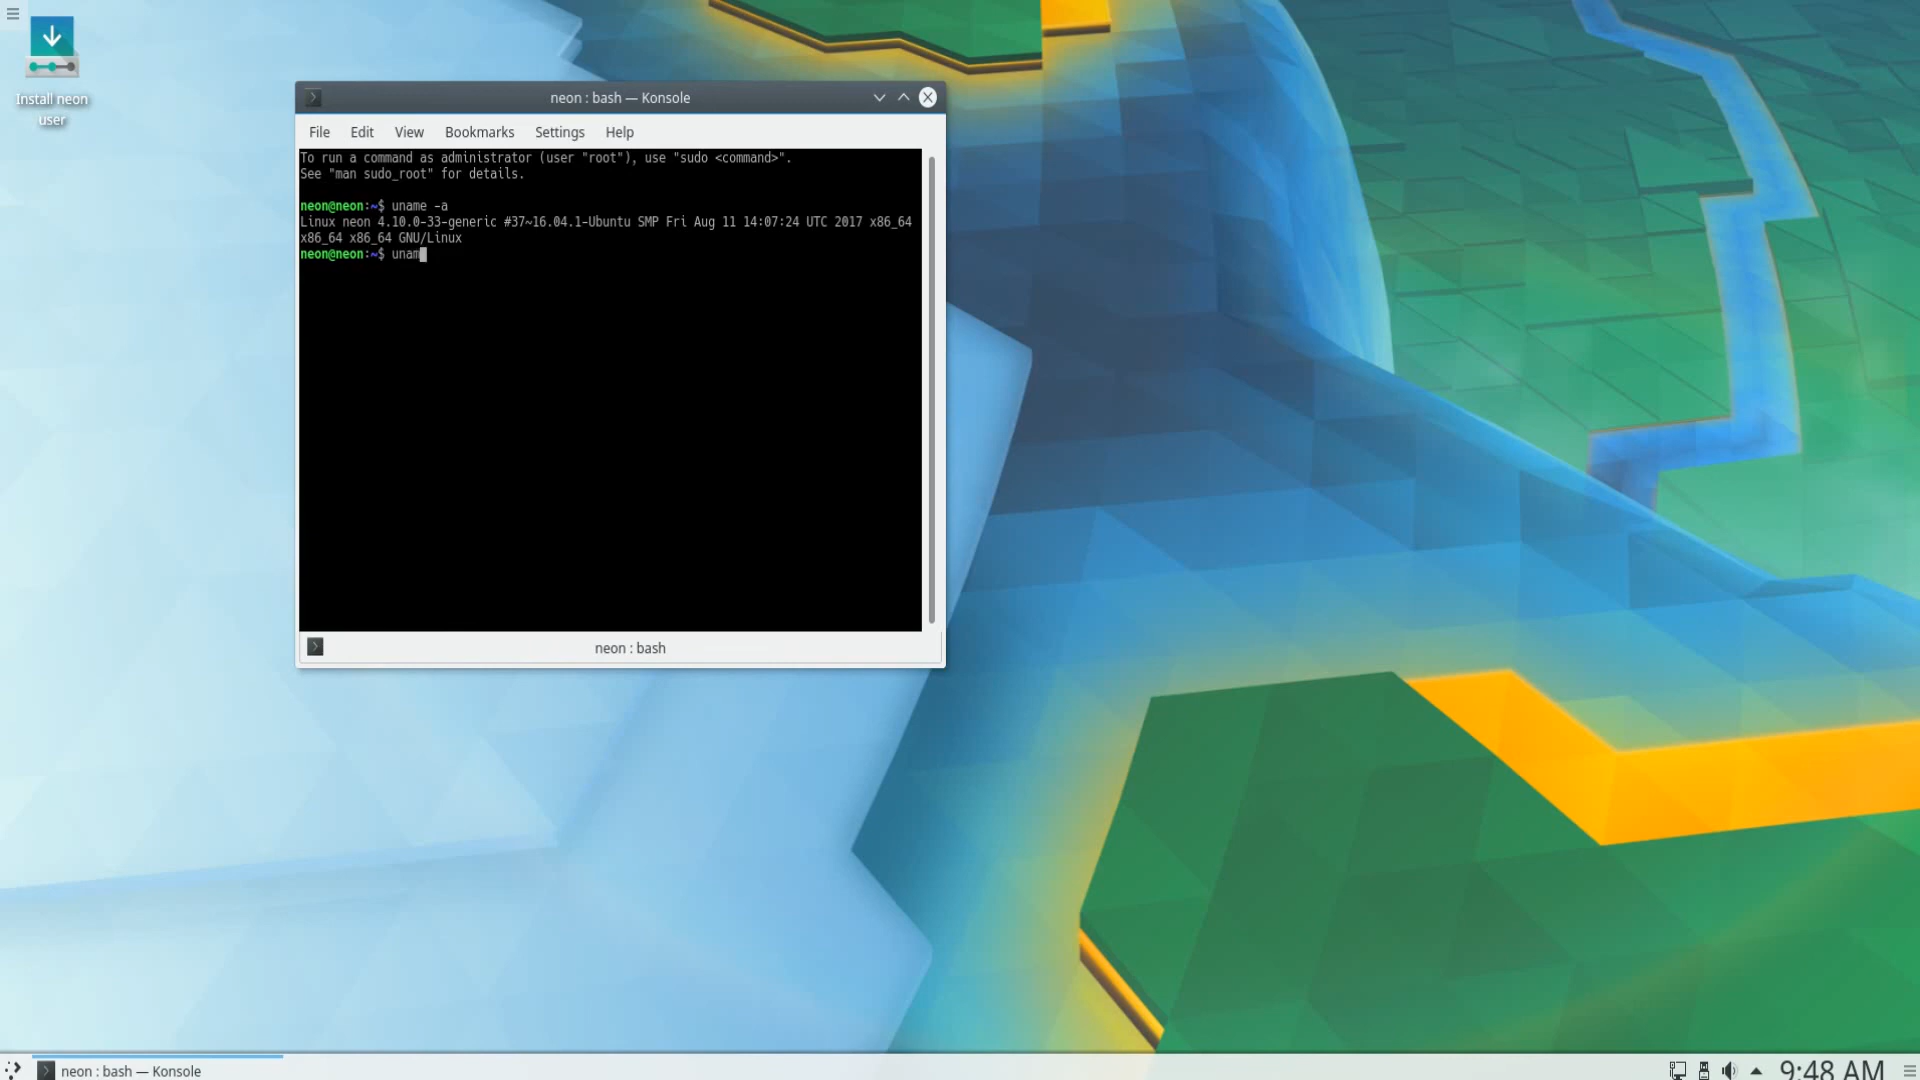 Install neon
user
neon : bash — Konsole
File Edit View Bookmarks Settings Help
To run a command as administrator (user "root"), use "sudo <command>".
See "man sudo_root" for details.
neon@neon:~$ uname -a
Linux neon 4.10.0-33-generic #37~16.04.1-Ubuntu SMP Fri Aug 11 14:07:24 UTC 2017 x86_64
x86_64 x86_64 GNU/Linux
neon@neon:~$ unam
neon : bash
neon : bash — Konsole
9:48 AM